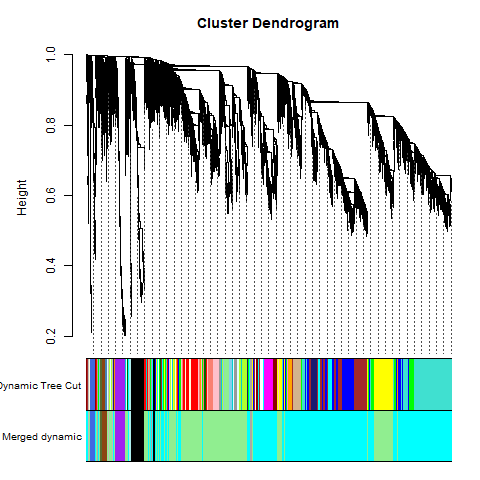 Cluster Dendrogram
Height
1.0
0.8
0.6
0.4
0.2
Dynamic Tree Cut
Merged dynamic